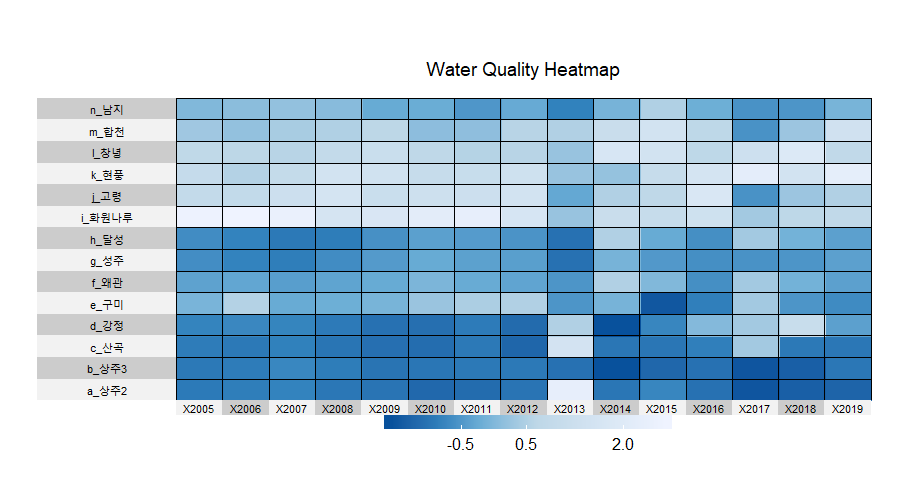 Water Quality Heatmap
n_남지
m_합천
l_창녕
k_현풍
j_고령
i_화원나루
h_달성
g_성주
f_왜관
e_구미
d_강정
c_산곡
b_상주3
a_상주2
X2005 X2006 X2007 X2008 X2009 X2010 X2011 X2012 X2013 X2014 X2015 X2016 X2017 X2018 X2019
-0.5 0.5 2.0